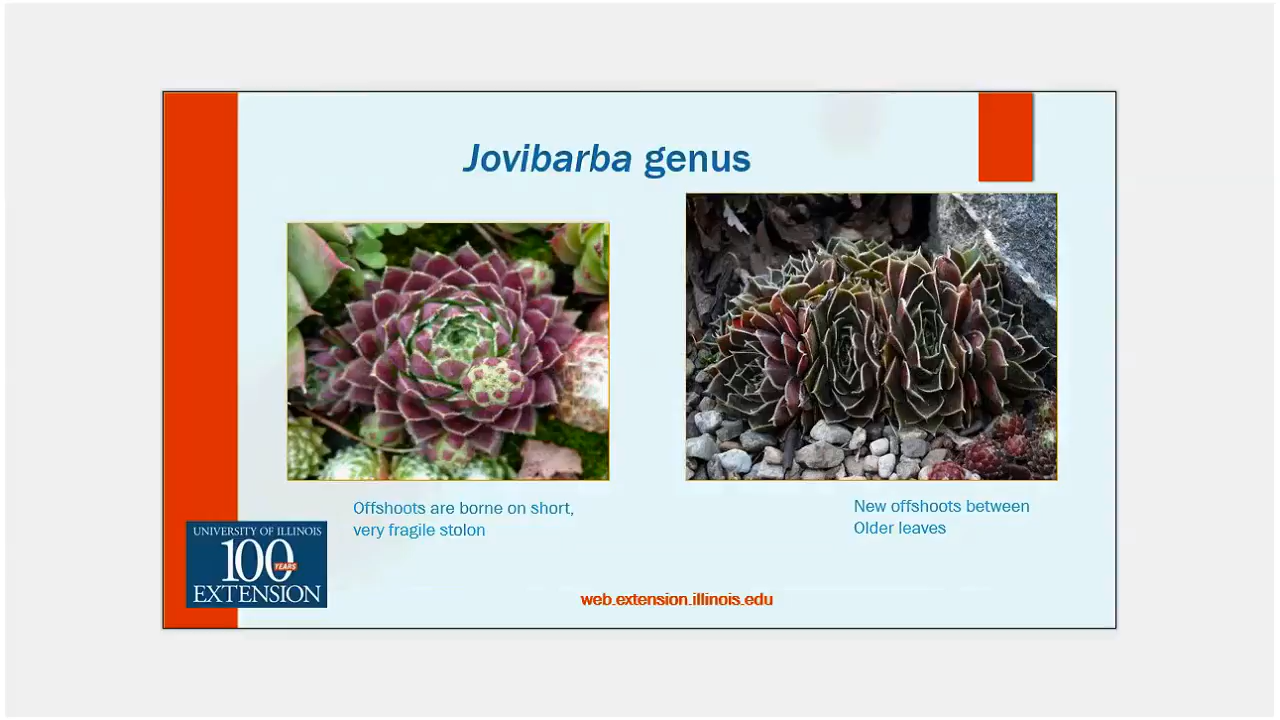 Jovibarba genus
Offshoots are borne on short,
very fragile stolon
New offshoots between
Older leaves
UNIVERSITY OF ILLINOIS
100
YEARS
EXTENSION
web.extension.illinois.edu